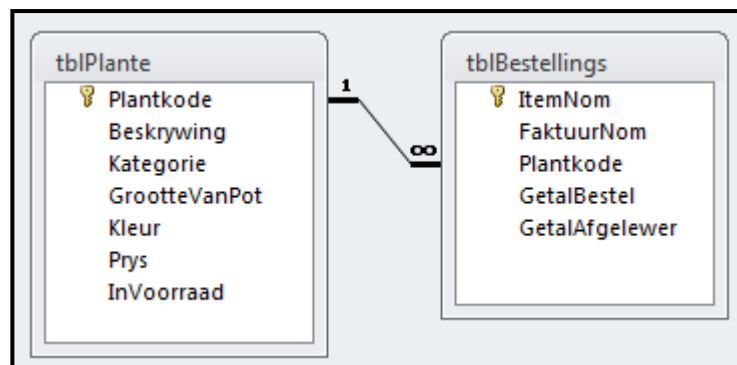 tblPlante
Plantkode
Beskrywing
Kategorie
GrootteVanPot
Kleur
Prys
InVoorraad
1
∞
tblBestellings
ItemNom
FaktuurNom
Plantkode
GetalBestel
GetalAfgelewer